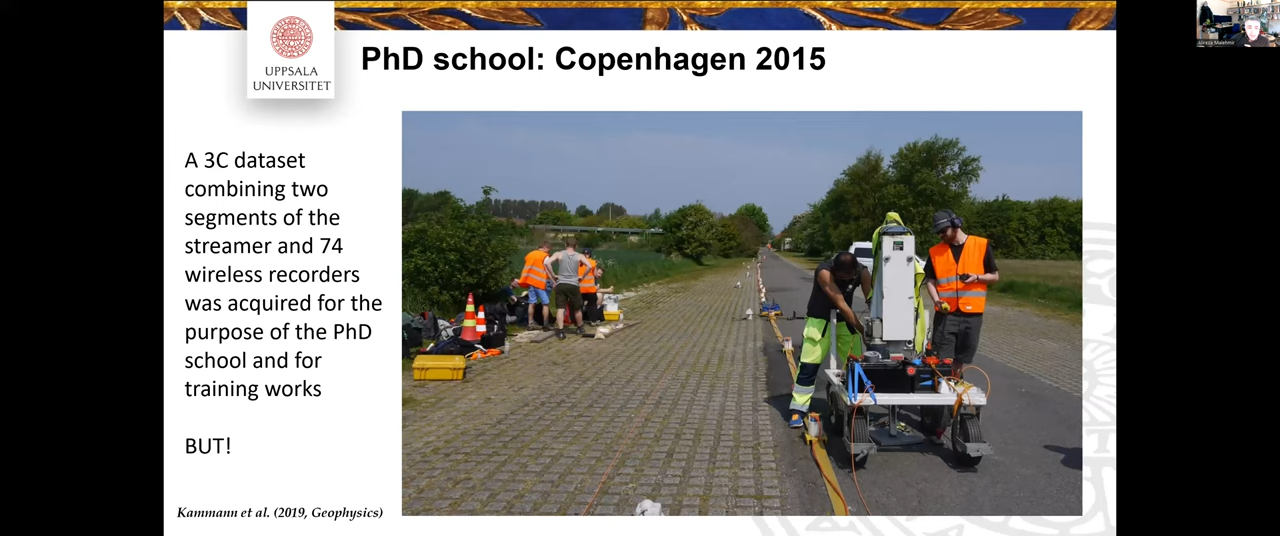 UPPSALA
UNIVERSITET
PhD school: Copenhagen 2015
A 3C dataset
combining two
segments of the
streamer and 74
wireless recorders
was acquired for the
purpose of the PhD
school and for
training works
BUT!
Kammann et al. (2019, Geophysics)